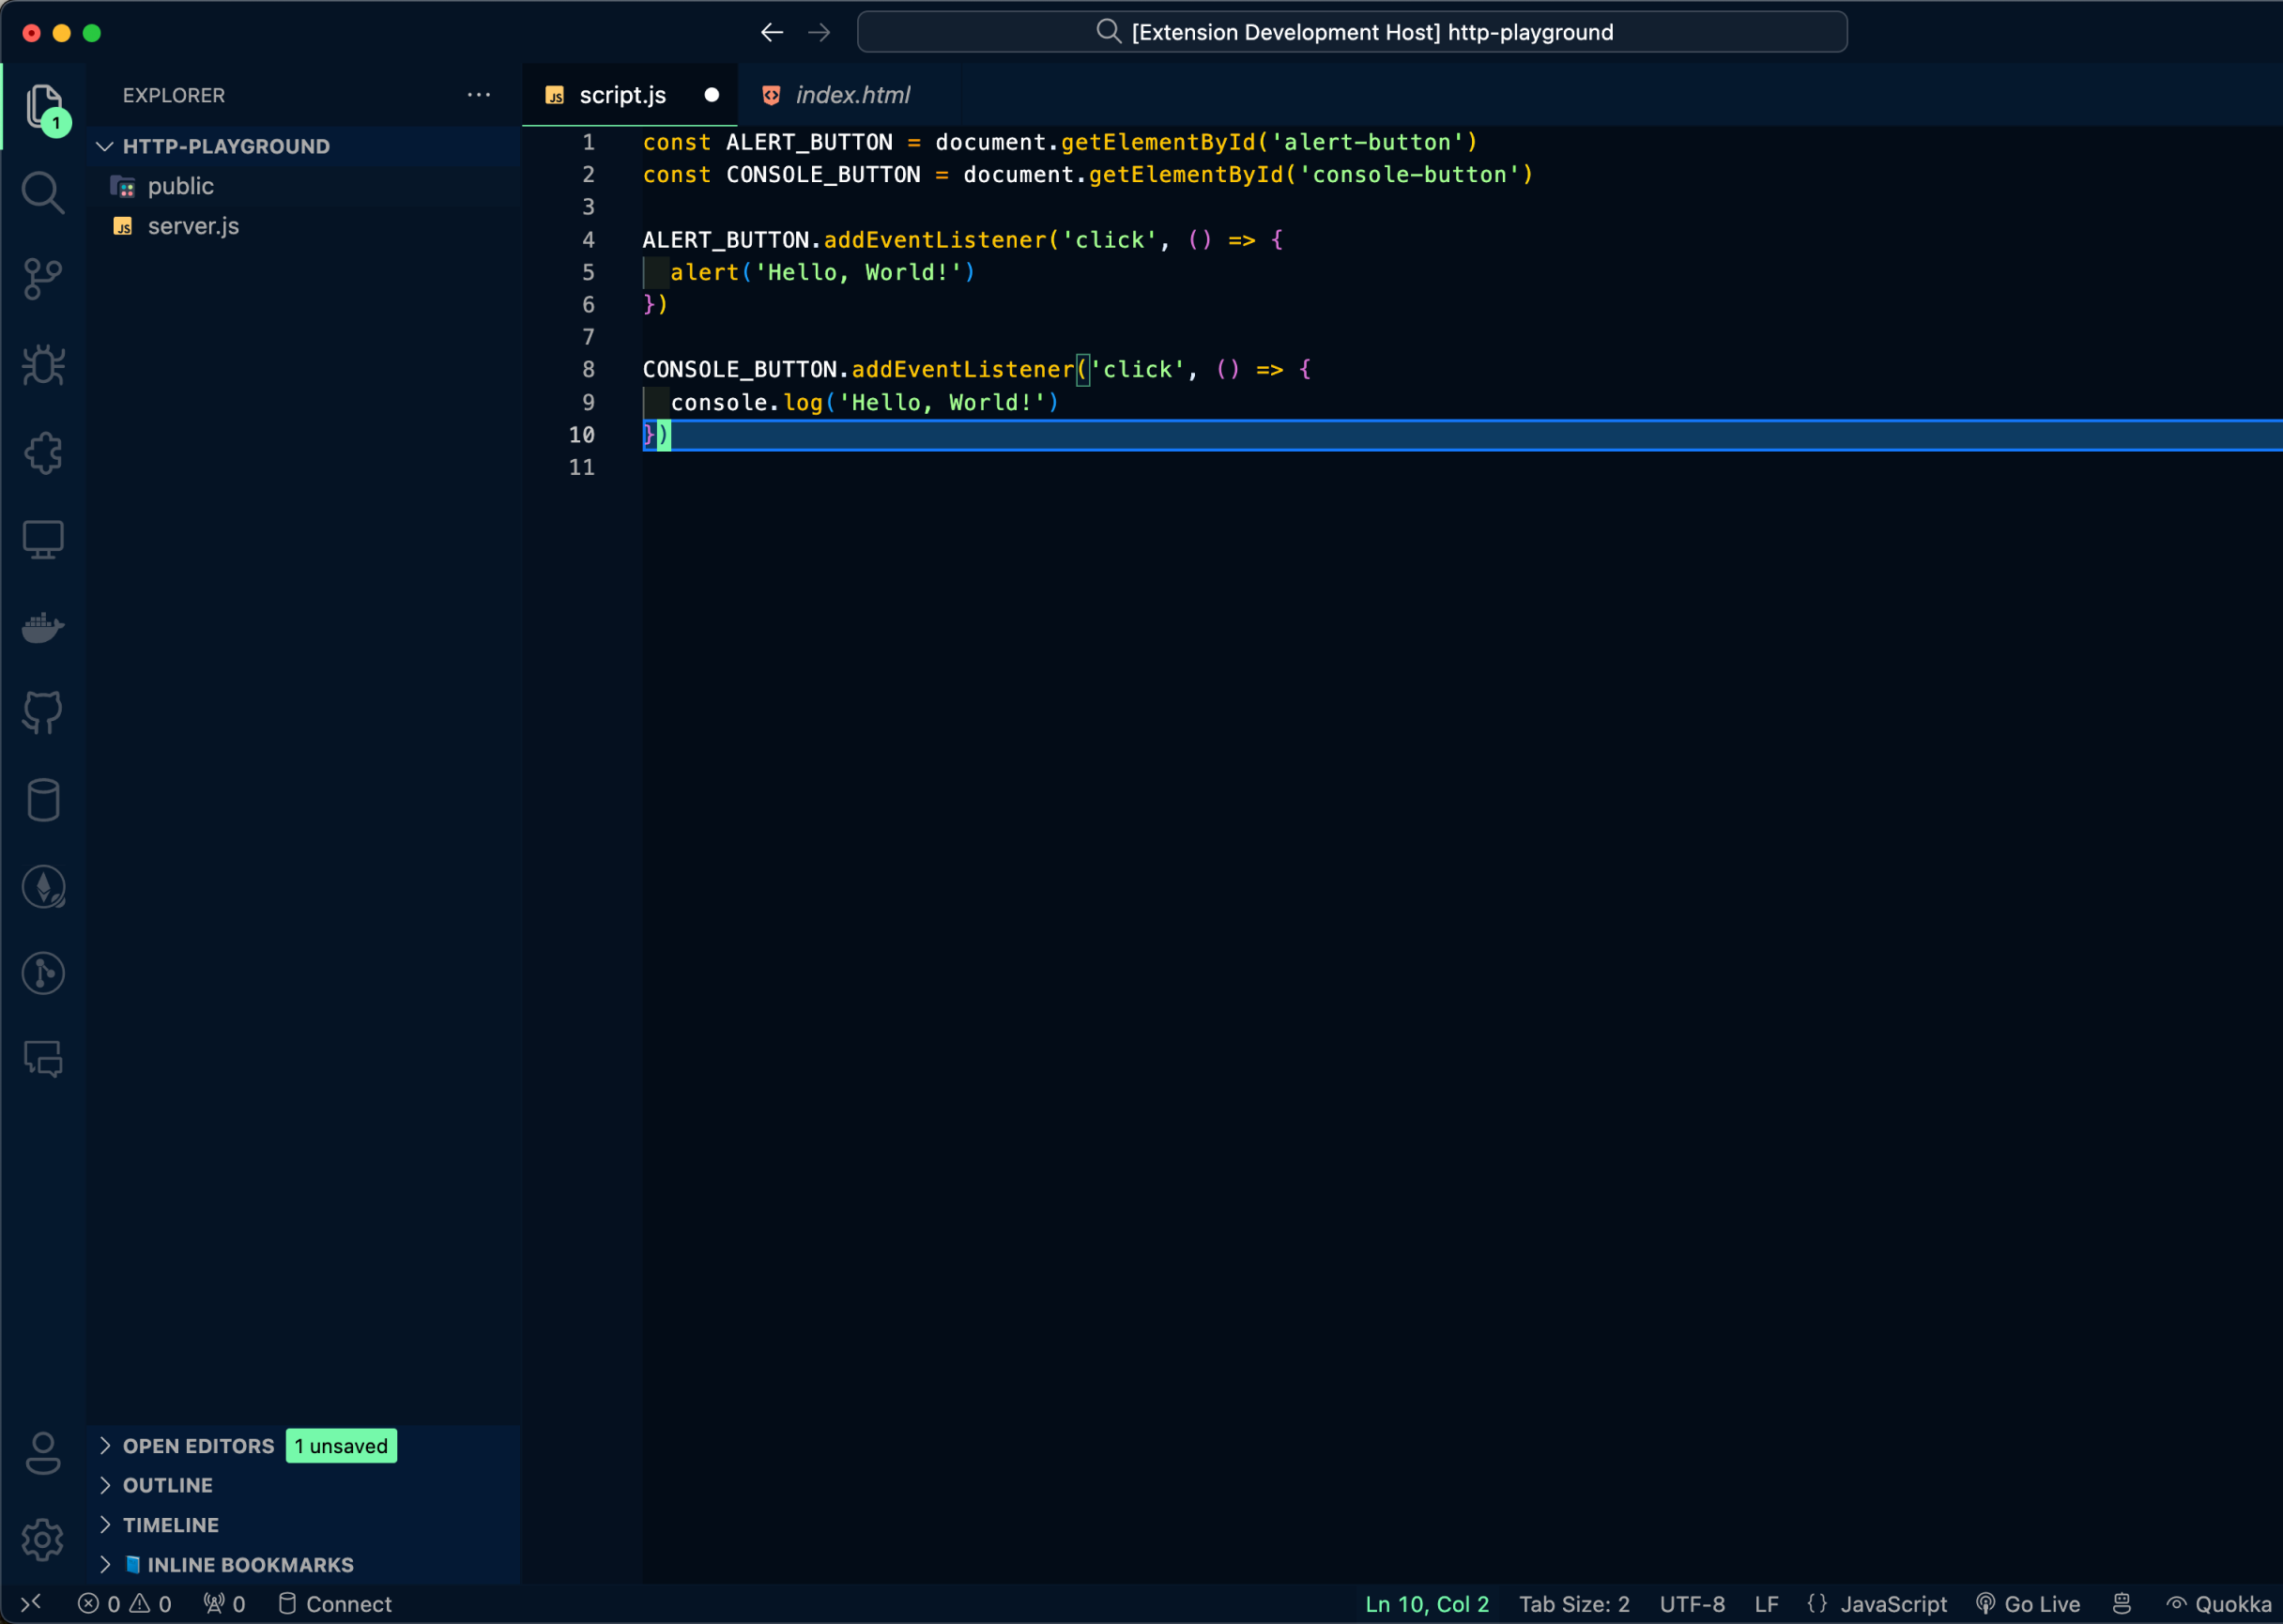 [Extension Development Host] http-playground
EXPLORER
script.js
index.html
1
HTTP-PLAYGROUND
public
JS server.js
1 const ALERT_BUTTON = document.getElementById('alert-button')
2 const CONSOLE_BUTTON = document.getElementById('console-button')
3
4 ALERT_BUTTON.addEventListener('click', () => {
5 alert('Hello, World!')
6 })
7
8 CONSOLE_BUTTON.addEventListener('click', () => {
9 console.log('Hello, World!')
10 })
11
OPEN EDITORS 1 unsaved
OUTLINE
TIMELINE
INLINE BOOKMARKS
0 0 0 Connect Ln 10, Col 2 Tab Size: 2 UTF-8 LF {} JavaScript Go Live Quokka